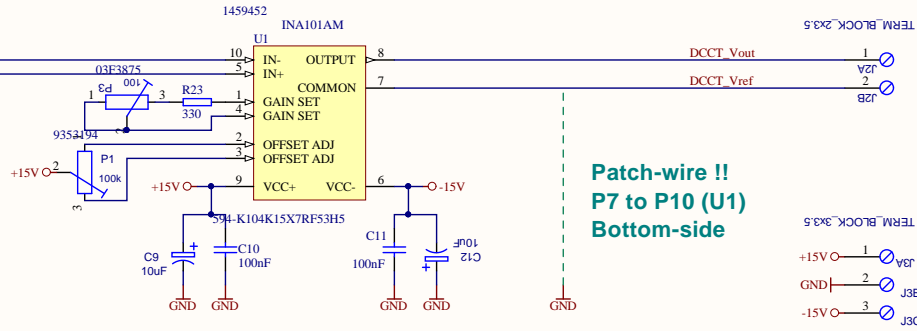 1459452
INA101AM
U1
TERM_BLOCK_2x3.5
10 IN- OUTPUT 8 DCCT_Vout 1
5 IN+ J2A
03F3875
100
P3
1 3 R23 1 GAIN SET COMMON 7 DCCT_Vref 2
330 4 GAIN SET J2B
2
9353194
1
2 OFFSET ADJ
3 OFFSET ADJ
+15V 2 P1
100k
3
+15V 9 VCC+ VCC- 6 -15V
594-K104K15X7RF53H5
Patch-wire !!
P7 to P10 (U1)
Bottom-side
TERM_BLOCK_3x3.5
C9
10uF
C10
100nF
C11
100nF
10uF
C12
+15V 1
J3A
GND 2
J3B
-15V 3
J3C
GND GND GND GND GND